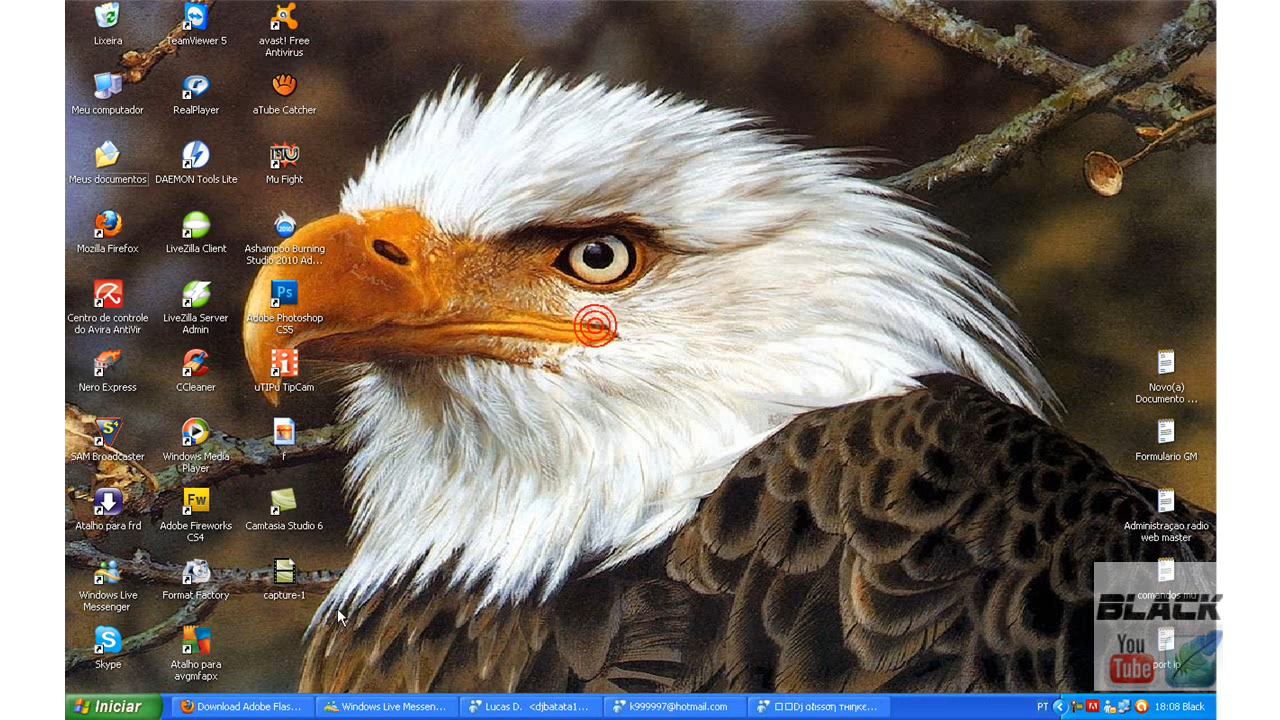 Lixeira
TeamViewer 5
avast! Free
Antivirus
Meu computador
RealPlayer
aTube Catcher
Meus documentos
DAEMON Tools Lite
Mu Fight
Mozilla Firefox
LiveZilla Client
Ashampoo Burning
Studio 2010 Ad...
Centro de controle
do Avira AntiVir
LiveZilla Server
Admin
Ps
Adobe Photoshop
CS5
Nero Express
CCleaner
uTIPu TipCam
SAM Broadcaster
Windows Media
Player
f
Atalho para frd
Fw
Adobe Fireworks
CS4
Camtasia Studio 6
Windows Live
Messenger
Format Factory
capture-1
Skype
Atalho para
avgmfapx
Novo(a)
Documento ...
Formulario GM
Administraçao radio
web master
comandos mu
BLACK
You
Tube
port ip
Iniciar
Download Adobe Flas...
Windows Live Messen...
Lucas D. <djbatata1...
k999997@hotmail.com
PT
18:08 Black